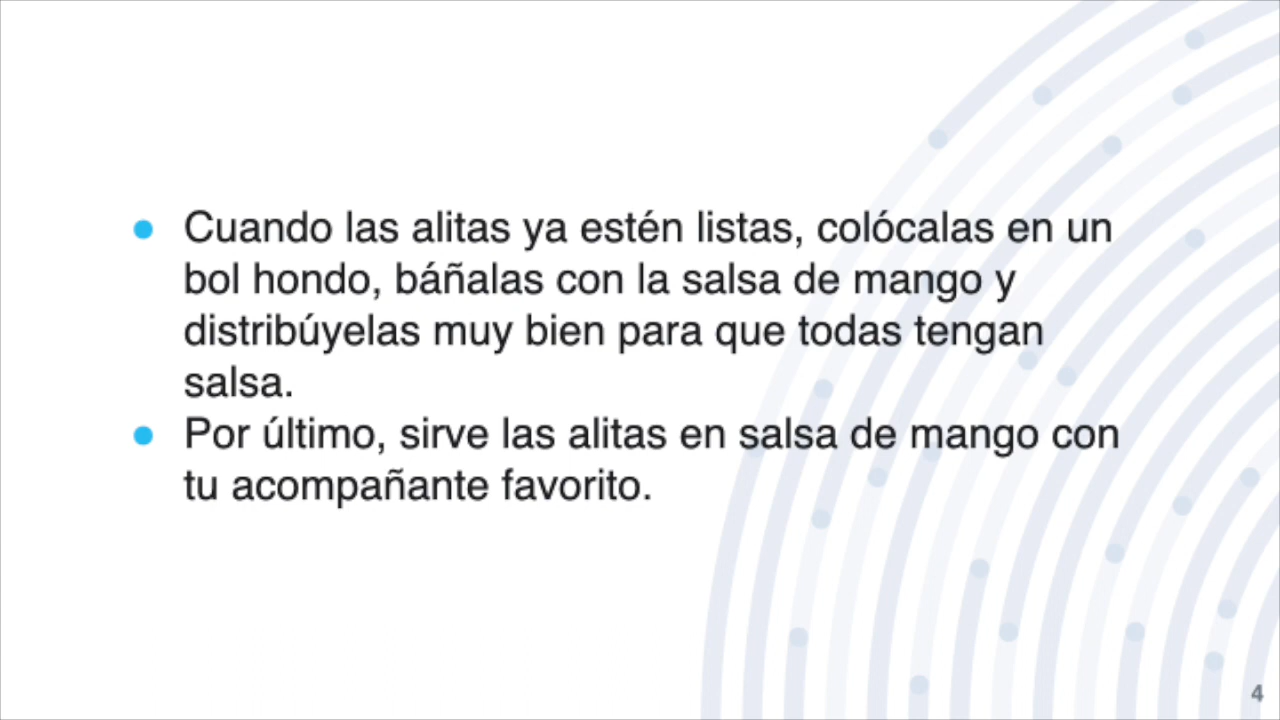 ● Cuando las alitas ya estén listas, colócalas en un
bol hondo, báñalas con la salsa de mango y
distribúyelas muy bien para que todas tengan
salsa.
● Por último, sirve las alitas en salsa de mango con
tu acompañante favorito.
4